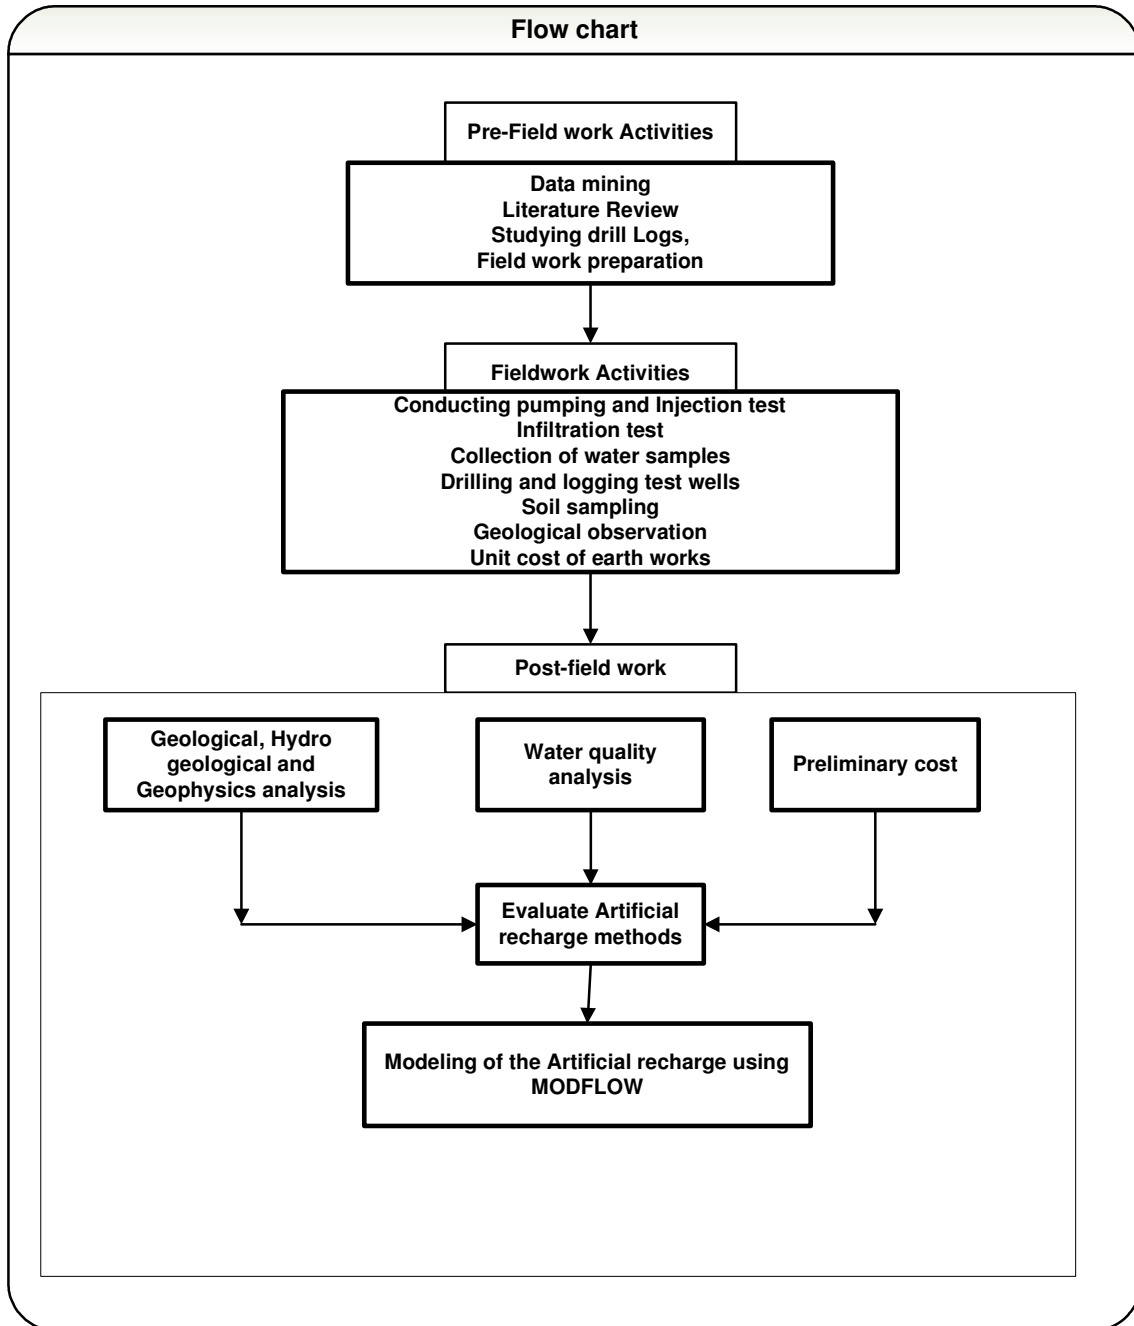 Flow chart
Pre-Field work Activities
Data mining
Literature Review
Studying drill Logs,
Field work preparation
Fieldwork Activities
Conducting pumping and Injection test
Infiltration test
Collection of water samples
Drilling and logging test wells
Soil sampling
Geological observation
Unit cost of earth works
Post-field work
Geological, Hydro
geological and
Geophysics analysis
Water quality
analysis
Preliminary cost
Evaluate Artificial
recharge methods
Modeling of the Artificial recharge using
MODFLOW